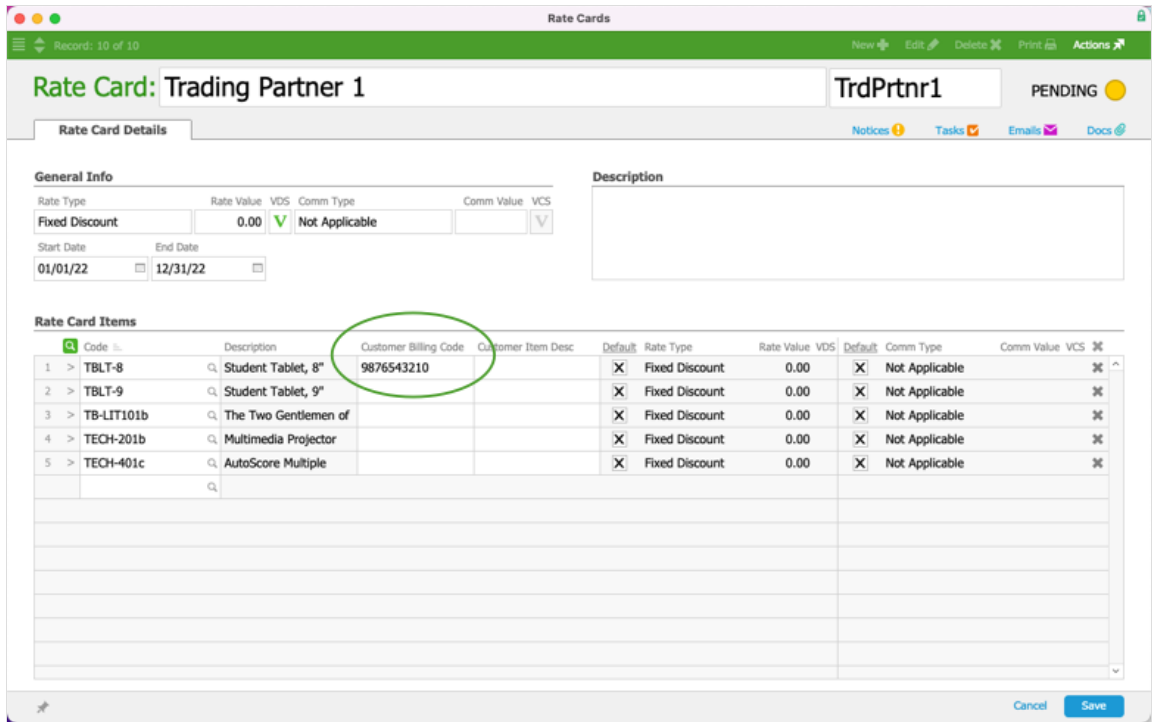 Rate Cards
Record: 10 of 10 New Edit Delete Print Actions
Rate Card: Trading Partner 1 TrdPrtnr1 PENDING
Rate Card Details Notices Tasks Emails Docs
General Info Description
Rate Type Rate Value VDS Comm Type Comm Value VCS
Fixed Discount 0.00 V Not Applicable V
Start Date End Date
01/01/22 12/31/22
Rate Card Items
Code Description Customer Billing Code Customer Item Desc Default Rate Type Rate Value VDS Default Comm Type Comm Value VCS
1 > TBLT-8 Student Tablet, 8" 9876543210 X Fixed Discount 0.00 X Not Applicable
2 > TBLT-9 Student Tablet, 9" X Fixed Discount 0.00 X Not Applicable
3 > TB-LIT101b The Two Gentlemen of X Fixed Discount 0.00 X Not Applicable
4 > TECH-201b Multimedia Projector X Fixed Discount 0.00 X Not Applicable
5 > TECH-401c AutoScore Multiple X Fixed Discount 0.00 X Not Applicable
Cancel Save